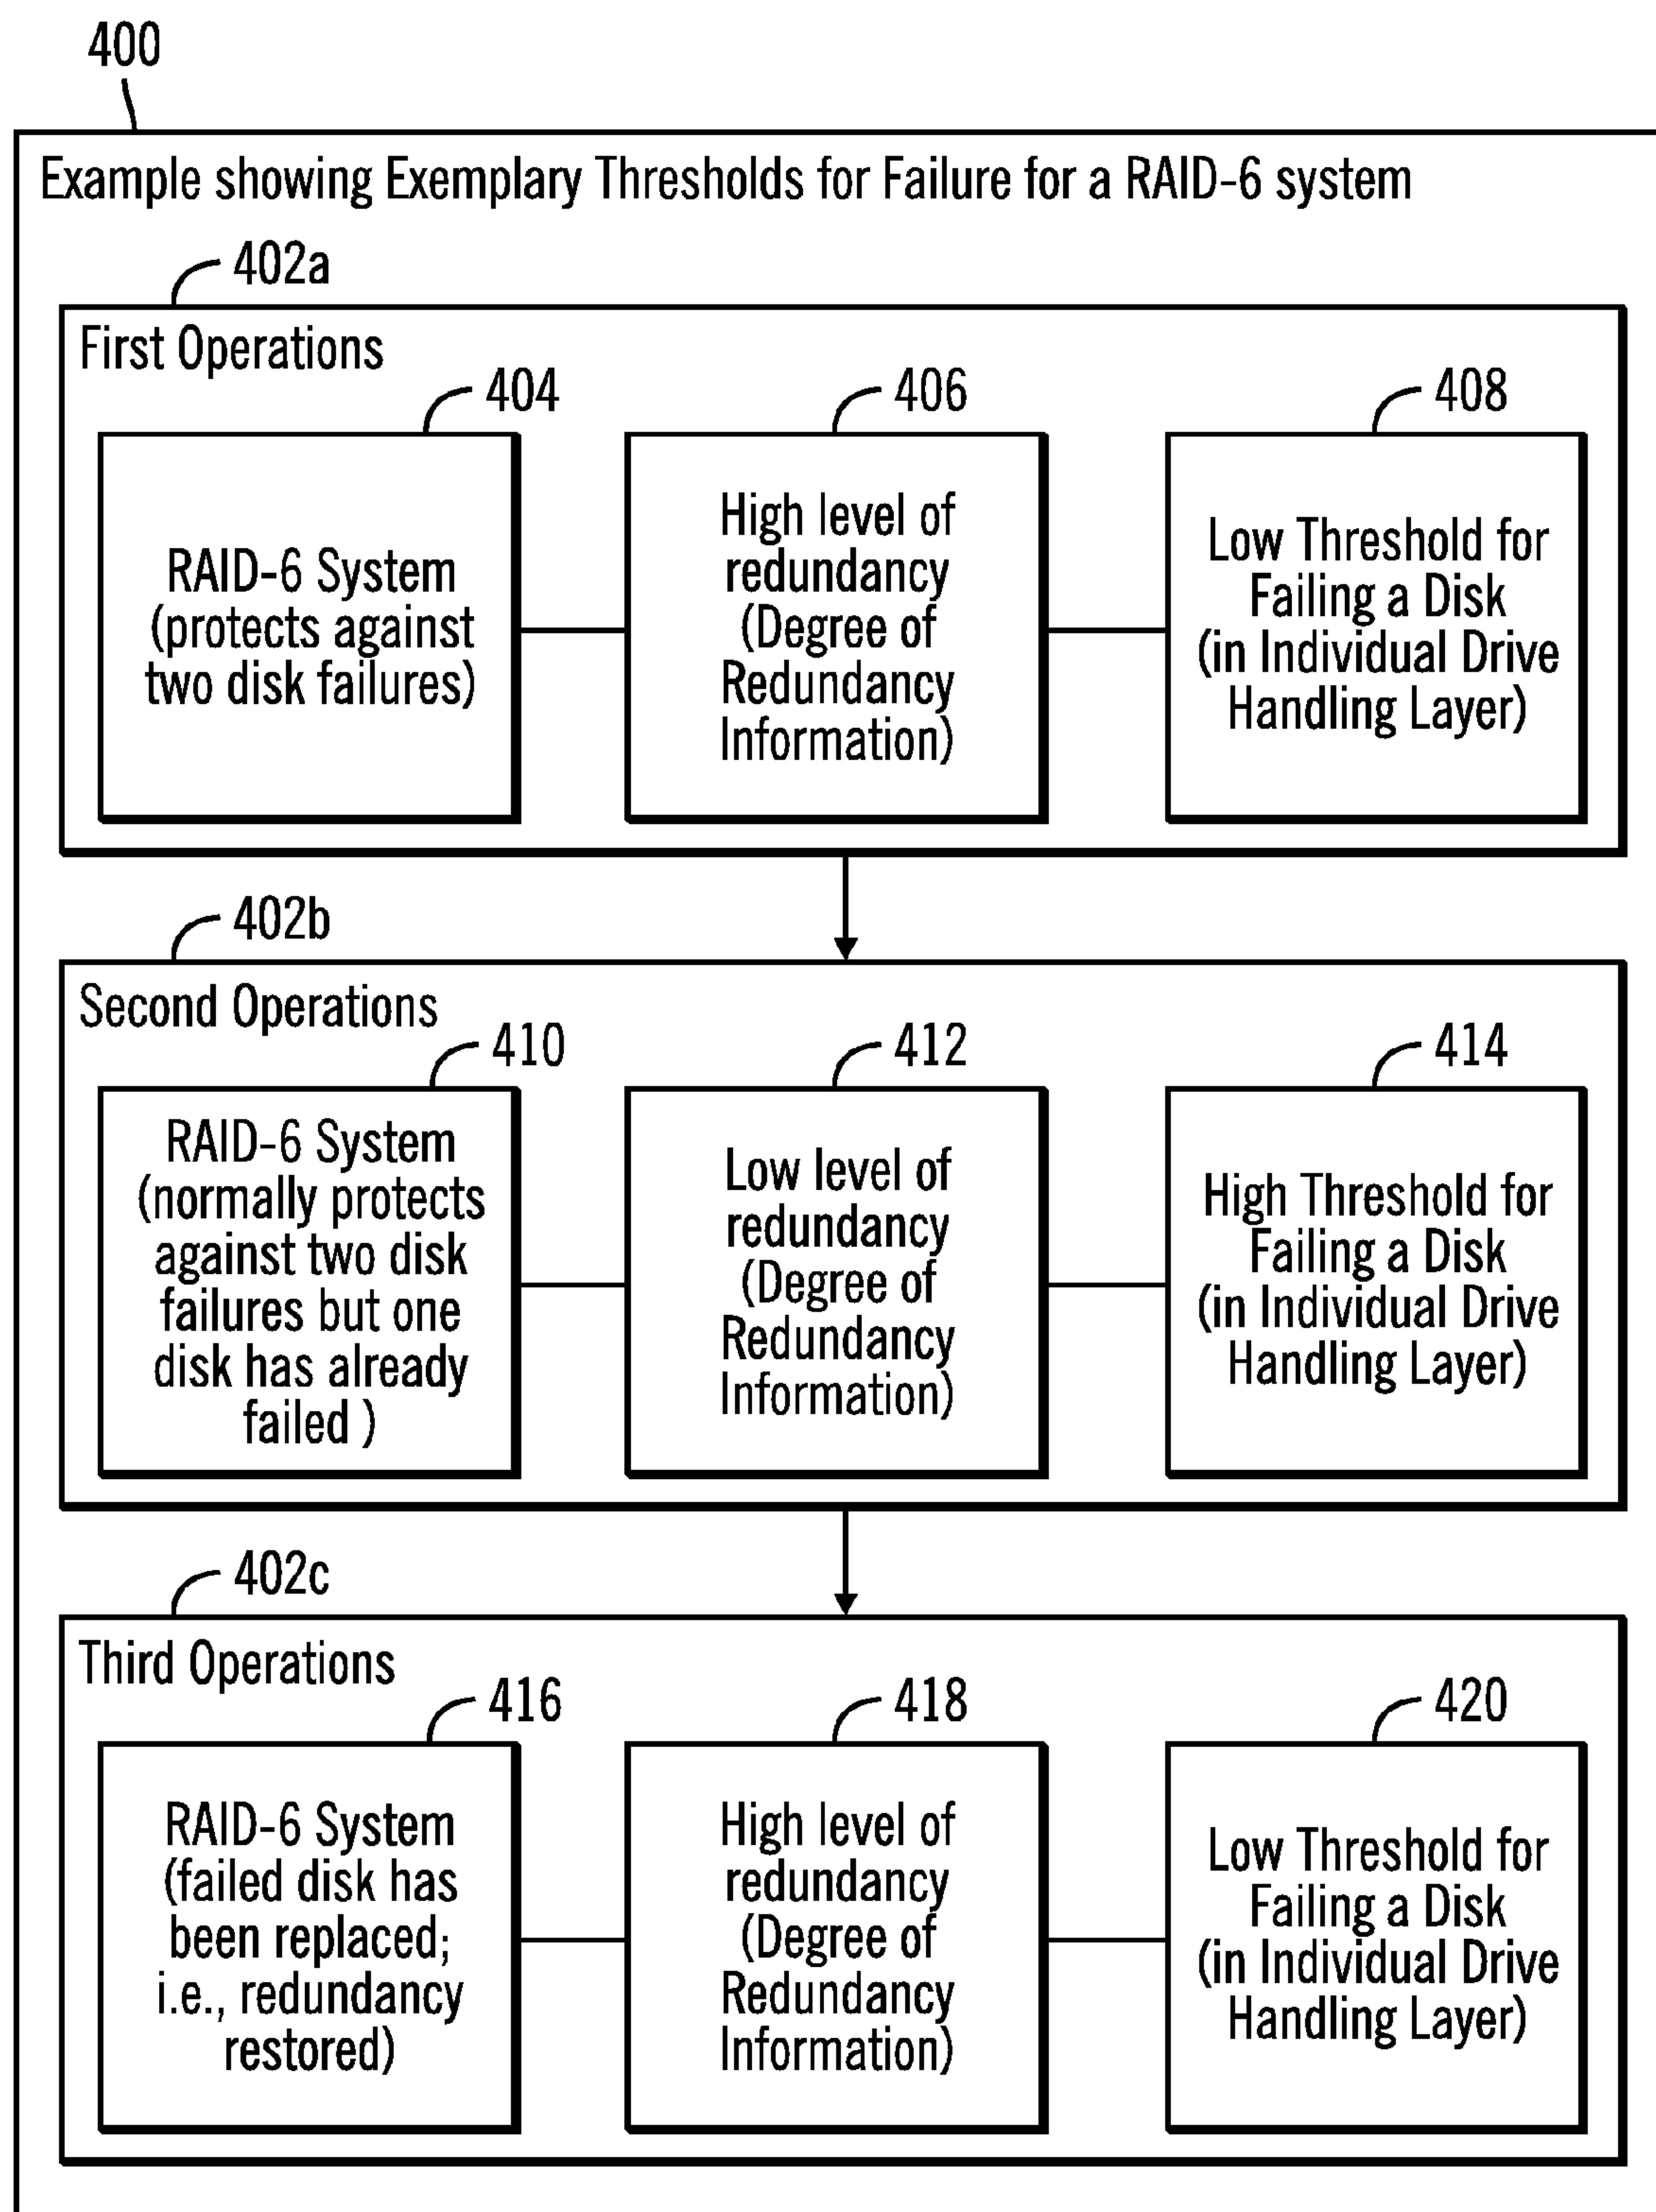 400
Example showing Exemplary Thresholds for Failure for a RAID-6 system
402a
First Operations
404
406
408
RAID-6 System
(protects against
two disk failures)
High level of
redundancy
(Degree of
Redundancy
Information)
Low Threshold for
Failing a Disk
(in Individual Drive
Handling Layer)
402b
Second Operations
410
412
414
RAID-6 System
(normally protects
against two disk
failures but one
disk has already
failed )
Low level of
redundancy
(Degree of
Redundancy
Information)
High Threshold for
Failing a Disk
(in Individual Drive
Handling Layer)
402c
Third Operations
416
418
420
RAID-6 System
(failed disk has
been replaced;
i.e., redundancy
restored)
High level of
redundancy
(Degree of
Redundancy
Information)
Low Threshold for
Failing a Disk
(in Individual Drive
Handling Layer)